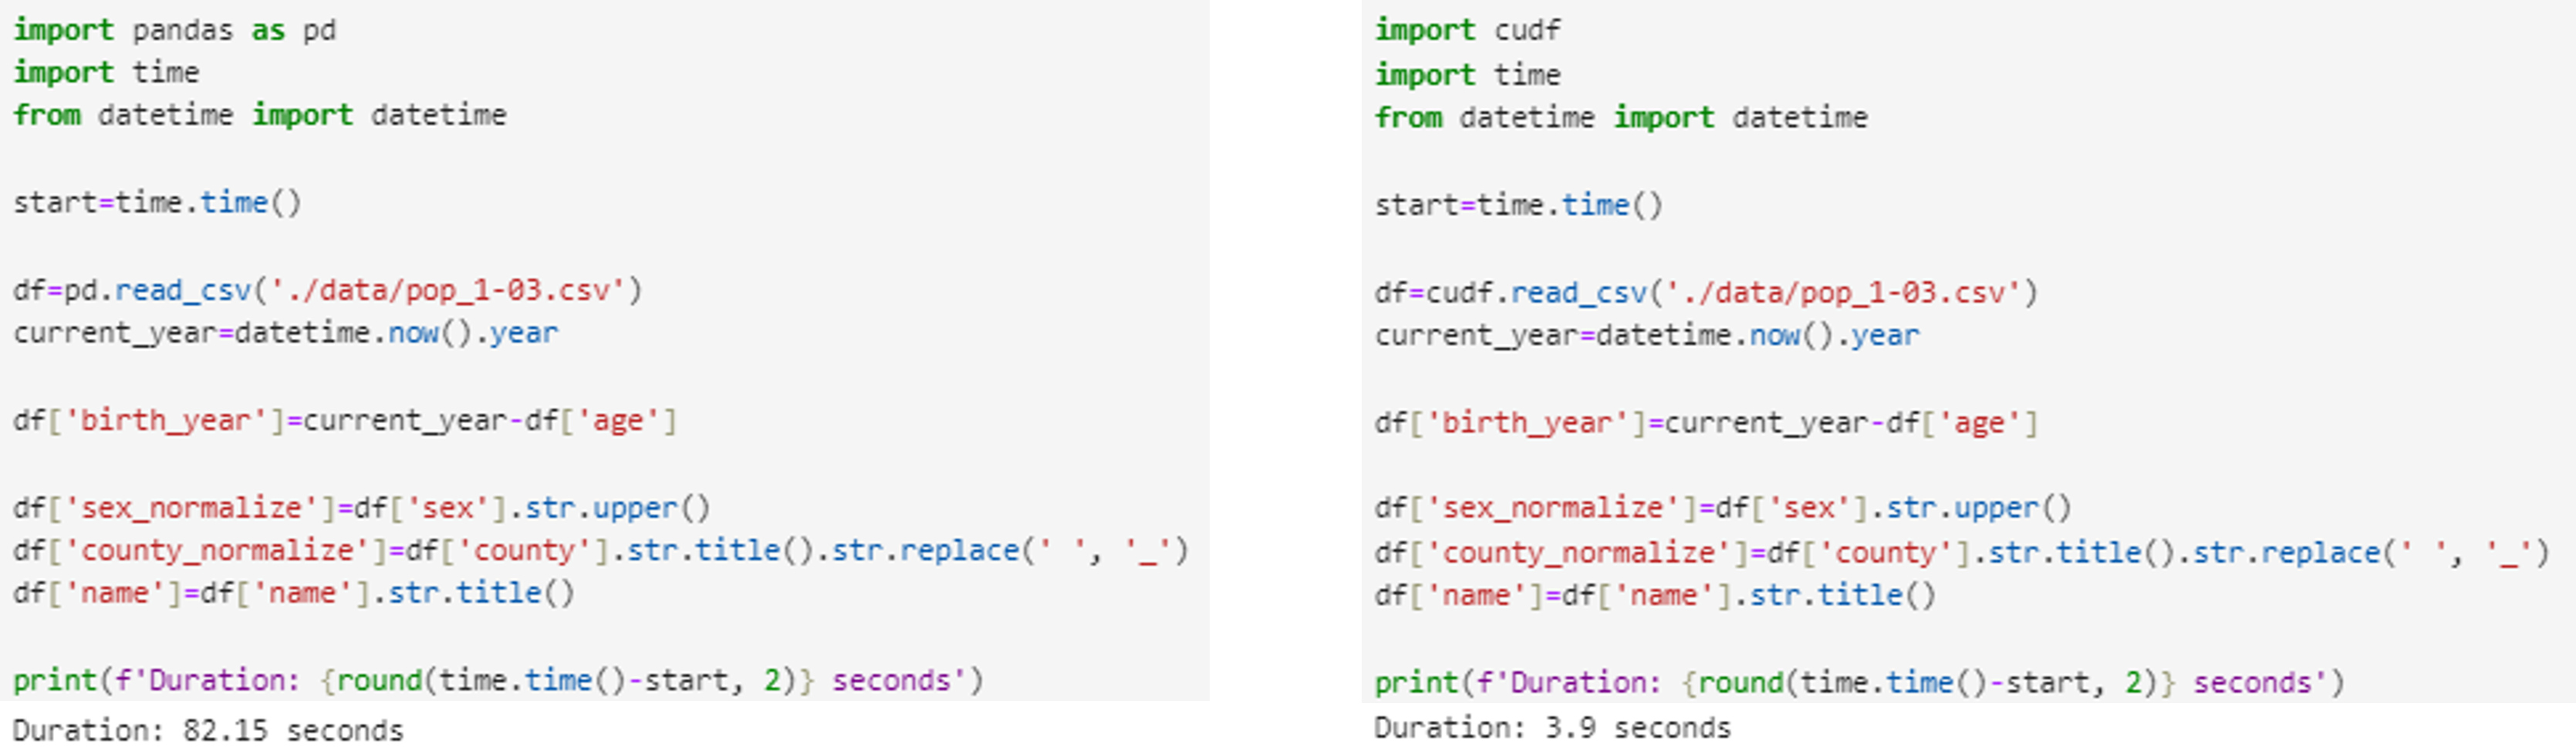 import pandas as pd
import time
from datetime import datetime
start=time.time()
df=pd.read_csv('./data/pop_1-03.csv')
current_year=datetime.now().year
df['birth_year']=current_year-df['age']
df['sex_normalize']=df['sex'].str.upper()
df['county_normalize']=df['county'].str.title().str.replace(' ', '_')
df['name']=df['name'].str.title()
print(f'Duration: {round(time.time()-start, 2)} seconds')
Duration: 82.15 seconds
import cudf
import time
from datetime import datetime
start=time.time()
df=cudf.read_csv('./data/pop_1-03.csv')
current_year=datetime.now().year
df['birth_year']=current_year-df['age']
df['sex_normalize']=df['sex'].str.upper()
df['county_normalize']=df['county'].str.title().str.replace(' ', '_')
df['name']=df['name'].str.title()
print(f'Duration: {round(time.time()-start, 2)} seconds')
Duration: 3.9 seconds